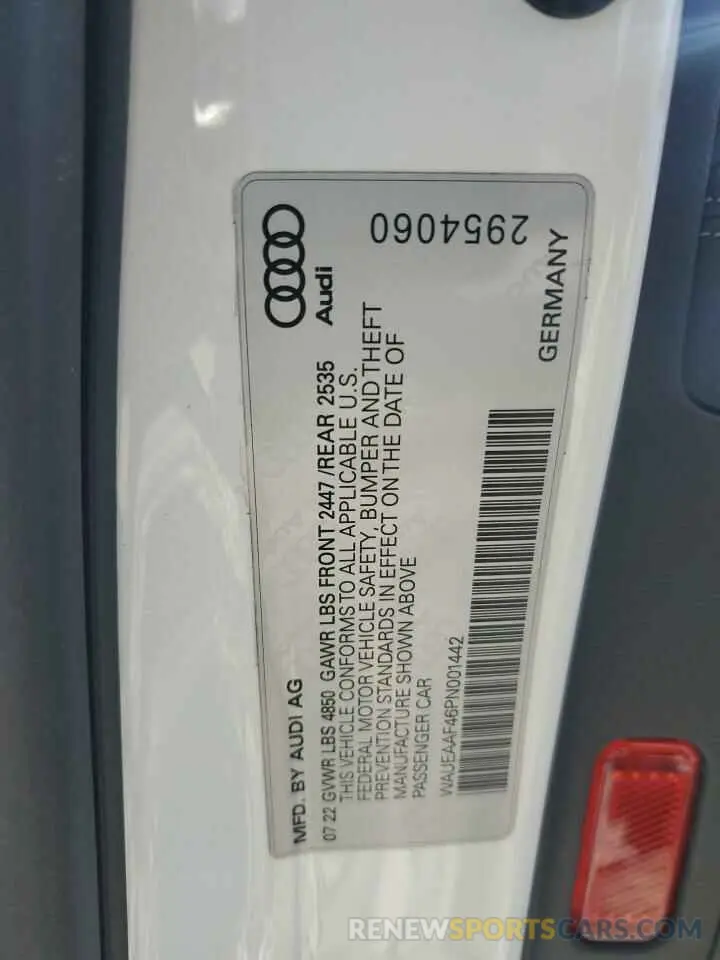 Audi
2954060
MFD. BY AUDI AG
07 22 GVWR LBS 4850 GAWR LBS FRONT 2447 /REAR 2535
THIS VEHICLE CONFORMS TO ALL APPLICABLE U.S.
FEDERAL MOTOR VEHICLE SAFETY, BUMPER AND THEFT
PREVENTION STANDARDS IN EFFECT ON THE DATE OF
MANUFACTURE SHOWN ABOVE
PASSENGER CAR
WAUEAAF46PN001442
GERMANY
RENEWSPORTSCARS.COM